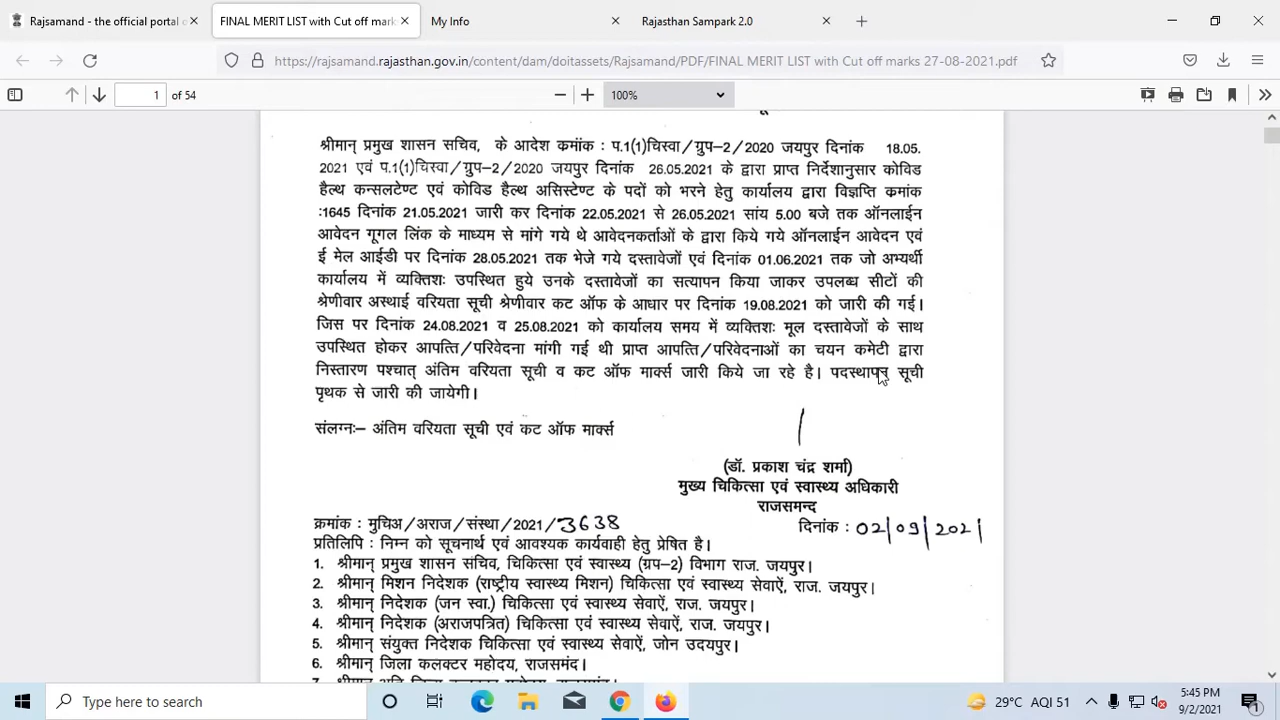 Rajsamand - the official portal o
FINAL MERIT LIST with Cut off mark
My Info
Rajasthan Sampark 2.0
https://rajsamand.rajasthan.gov.in/content/dam/doitassets/Rajsamand/PDF/FINAL MERIT LIST with Cut off marks 27-08-2021.pdf
1 of 54
100%
श्रीमान् प्रमुख शासन सचिव, के आदेश कमांक : प.1(1)चिस्वा/ग्रुप–2/2020 जयपुर दिनांक 18.05.
2021 एवं प.1(1)चिस्वा/ग्रुप–2/2020 जयपुर दिनांक 26.05.2021 के द्वारा प्राप्त निर्देशानुसार कोविड
हैल्थ कन्सलटेण्ट एवं कोविड हैल्थ असिस्टेण्ट के पदों को भरने हेतु कार्यालय द्वारा विज्ञप्ति कमांक
:1645 दिनांक 21.05.2021 जारी कर दिनांक 22.05.2021 से 26.05.2021 सांय 5.00 बजे तक ऑनलाईन
आवेदन गूगल लिंक के माध्यम से मांगे गये थे आवेदनकर्ताओं के द्वारा किये गये ऑनलाईन आवेदन एवं
ई मेल आईडी पर दिनांक 28.05.2021 तक भेजे गये दस्तावेजों एवं दिनांक 01.06.2021 तक जो अभ्यर्थी
कार्यालय में व्यक्तिशः उपस्थित हुये उनके दस्तावेजों का सत्यापन किया जाकर उपलब्ध सीटों की
श्रेणीवार अस्थाई वरियता सूची श्रेणीवार कट ऑफ के आधार पर दिनांक 19.08.2021 को जारी की गई।
जिस पर दिनांक 24.08.2021 व 25.08.2021 को कार्यालय समय में व्यक्तिशः मूल दस्तावेजों के साथ
उपस्थित होकर आपत्ति/परिवेदना मांगी गई थी प्राप्त आपत्ति/परिवेदनाओं का चयन कमेटी द्वारा
निस्तारण पश्चात् अंतिम वरियता सूची व कट ऑफ मार्क्स जारी किये जा रहे है। सूची
पृथक से जारी की जायेगी।
संलग्नः– अंतिम वरियता सूची एवं कट ऑफ मार्क्स
(डॉ. प्रकाश चंद्र शर्मा)
मुख्य चिकित्सा एवं स्वास्थ्य अधिकारी
राजसमन्द
क्रमांक : मुचिअ/अराज/संस्था/2021/3638
दिनांक : 02/09/2021
प्रतिलिपि : निम्न को सूचनार्थ एवं आवश्यक कार्यवाही हेतु प्रेषित है।
1. श्रीमान् प्रमुख शासन सचिव, चिकित्सा एवं स्वास्थ्य (ग्रप–2) विभाग राज. जयपुर।
2. श्रीमान् मिशन निदेशक (राष्ट्रीय स्वास्थ्य मिशन) चिकित्सा एवं स्वास्थ्य सेवाऐं, राज. जयपुर।
3. श्रीमान् निदेशक (जन स्वा.) चिकित्सा एवं स्वास्थ्य सेवाऐं, राज. जयपुर।
4. श्रीमान् निदेशक (अराजपत्रित) चिकित्सा एवं स्वास्थ्य सेवाऐं, राज. जयपुर।
5. श्रीमान् संयुक्त निदेशक चिकित्सा एवं स्वास्थ्य सेवाऐं, जोन उदयपुर।
6. श्रीमान् जिला कलक्टर महोदय, राजसमंद।
Type here to search
29°C AQI 51
5:45 PM
9/2/2021
1